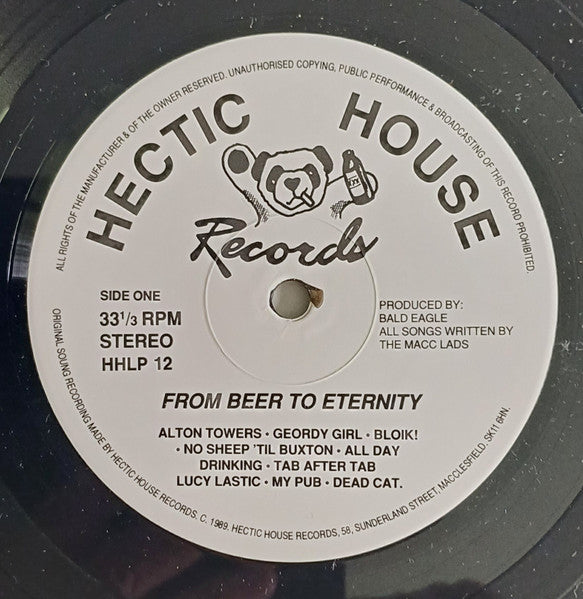 ALL RIGHTS OF THE MANUFACTURER & OF THE OWNER RESERVED. UNAUTHORISED COPYING, PUBLIC PERFORMANCE & BROADCASTING OF THIS RECORD PROHIBITED.
HECTIC HOUSE
Records
SIDE ONE
33 1/3 RPM
STEREO
HHLP 12
PRODUCED BY:
BALD EAGLE
ALL SONGS WRITTEN BY
THE MACC LADS
FROM BEER TO ETERNITY
ALTON TOWERS • GEORDY GIRL • BLOIK!
• NO SHEEP 'TIL BUXTON • ALL DAY
DRINKING • TAB AFTER TAB
LUCY LASTIC • MY PUB • DEAD CAT.
ORIGINAL SOUND RECORDING MADE BY HECTIC HOUSE RECORDS. C. 1989. HECTIC HOUSE RECORDS, 58, SUNDERLAND STREET, MACCLESFIELD, SK11 6HN.